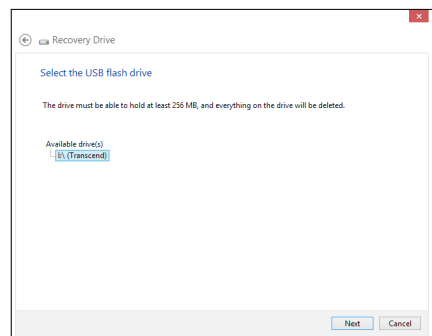 Recovery Drive
Select the USB flash drive
The drive must be able to hold at least 256 MB, and everything on the drive will be deleted.
Available drive(s)
I:\ (Transcend)
Next Cancel